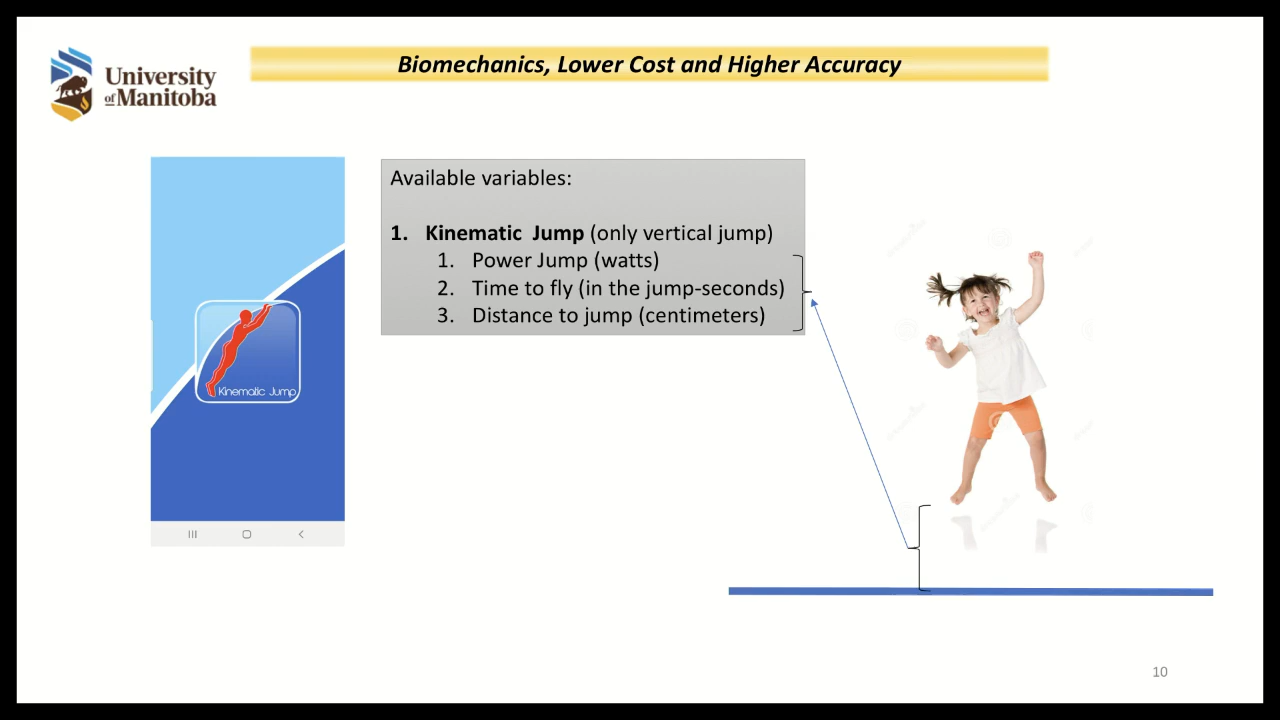 University
of Manitoba
Biomechanics, Lower Cost and Higher Accuracy
Available variables:
1. Kinematic Jump (only vertical jump)
1. Power Jump (watts)
2. Time to fly (in the jump-seconds)
3. Distance to jump (centimeters)
Kinematic Jump
10